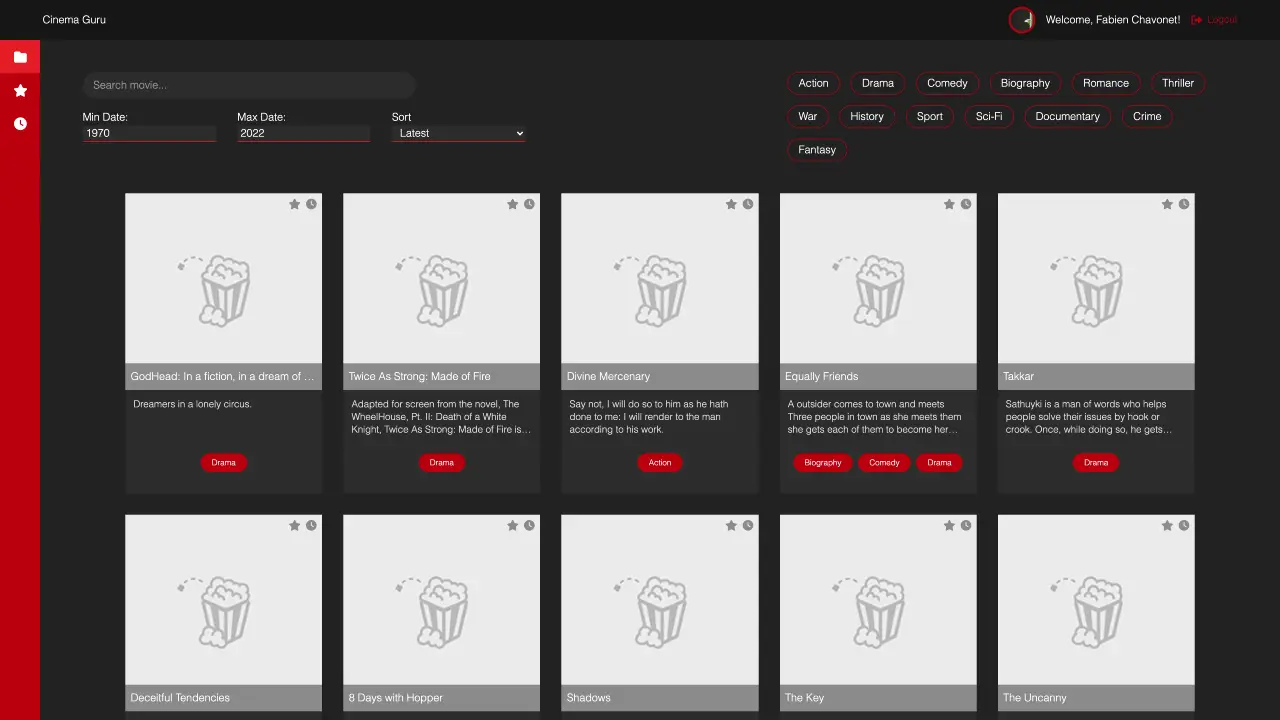 Cinema Guru
Welcome, Fabien Chavonet!
Logout
Search movie...
Min Date:
Max Date:
Sort
1970
2022
Latest
Action
Drama
Comedy
Biography
Romance
Thriller
War
History
Sport
Sci-Fi
Documentary
Crime
Fantasy
GodHead: In a fiction, in a dream of ...
Dreamers in a lonely circus.
Drama
Twice As Strong: Made of Fire
Adapted for screen from the novel, The
WheelHouse, Pt. II: Death of a White
Knight, Twice As Strong: Made of Fire is...
Drama
Divine Mercenary
Say not, I will do so to him as he hath
done to me: I will render to the man
according to his work.
Action
Equally Friends
A outsider comes to town and meets
Three people in town as she meets them
she gets each of them to become her...
Biography
Comedy
Drama
Takkar
Sathuyki is a man of words who helps
people solve their issues by hook or
crook. Once, while doing so, he gets...
Drama
Deceitful Tendencies
8 Days with Hopper
Shadows
The Key
The Uncanny